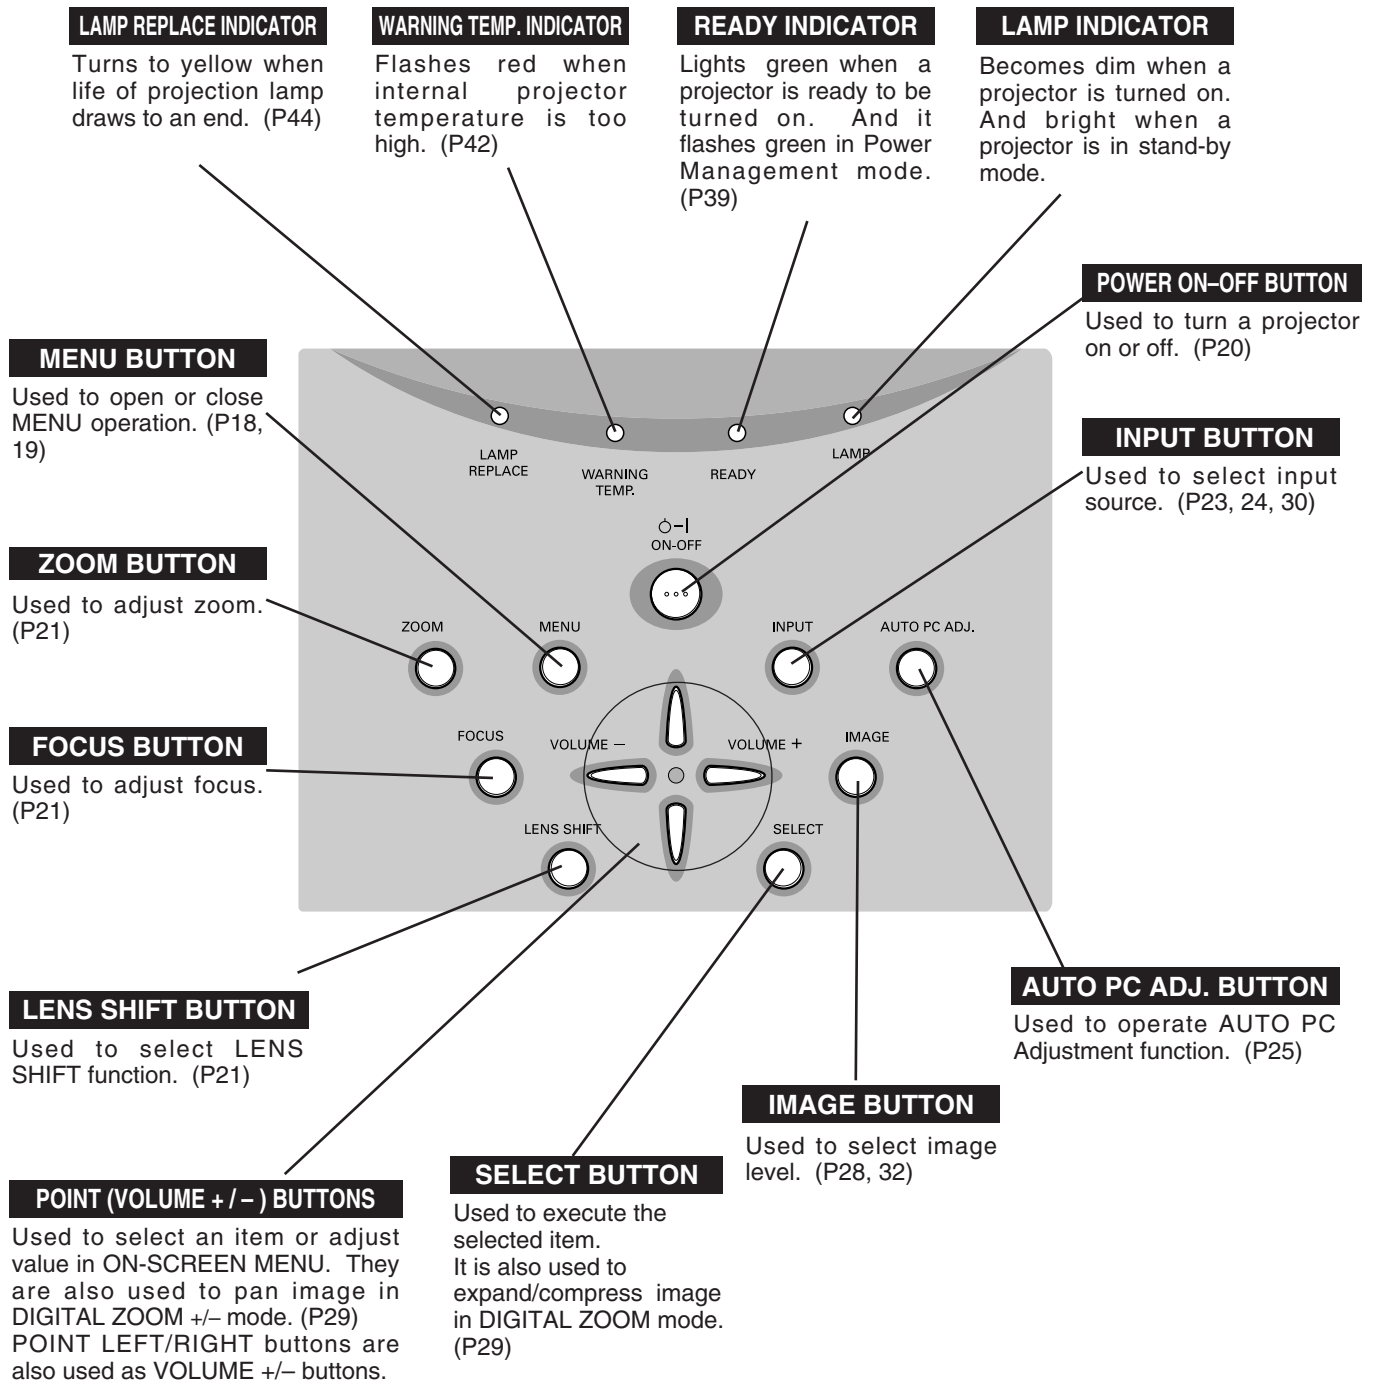 LAMP REPLACE INDICATOR
Turns to yellow when
life of projection lamp
draws to an end. (P44)
WARNING TEMP. INDICATOR
Flashes red when
internal projector
temperature is too
high. (P42)
READY INDICATOR
Lights green when a
projector is ready to be
turned on. And it
flashes green in Power
Management mode.
(P39)
LAMP INDICATOR
Becomes dim when a
projector is turned on.
And bright when a
projector is in stand-by
mode.
POWER ON–OFF BUTTON
Used to turn a projector
on or off. (P20)
MENU BUTTON
Used to open or close
MENU operation. (P18,
19)
INPUT BUTTON
Used to select input
source. (P23, 24, 30)
LAMP
REPLACE
WARNING
TEMP.
READY
LAMP
ON-OFF
ZOOM BUTTON
Used to adjust zoom.
(P21)
ZOOM
MENU
INPUT
AUTO PC ADJ.
FOCUS BUTTON
Used to adjust focus.
(P21)
FOCUS
VOLUME –
VOLUME +
IMAGE
LENS SHIFT
SELECT
LENS SHIFT BUTTON
Used to select LENS
SHIFT function. (P21)
AUTO PC ADJ. BUTTON
Used to operate AUTO PC
Adjustment function. (P25)
IMAGE BUTTON
Used to select image
level. (P28, 32)
SELECT BUTTON
Used to execute the
selected item.
It is also used to
expand/compress image
in DIGITAL ZOOM mode.
(P29)
POINT (VOLUME + / – ) BUTTONS
Used to select an item or adjust
value in ON-SCREEN MENU. They
are also used to pan image in
DIGITAL ZOOM +/– mode. (P29)
POINT LEFT/RIGHT buttons are
also used as VOLUME +/– buttons.